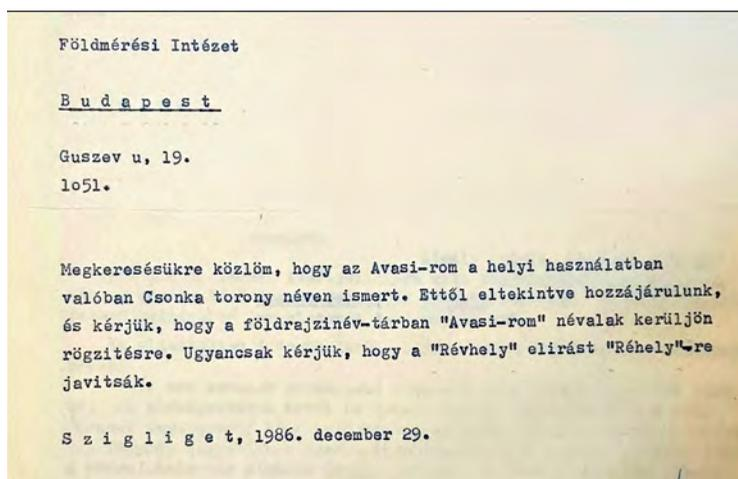 Földmérési Intézet
B u d a p e s t
Guszev u, 19.
lo51.
Megkeresésükre közlöm, hogy az Avasi-rom a helyi használatban
valóban Csonka torony néven ismert. Ettől eltekintve hozzájárulunk,
és kérjük, hogy a földrajzinév-tárban "Avasi-rom" névalak kerüljön
rögzitésre. Ugyancsak kérjük, hogy a "Révhely" elirást "Réhely"-re
javitsák.
S z i g l i g e t, 1986. december 29.